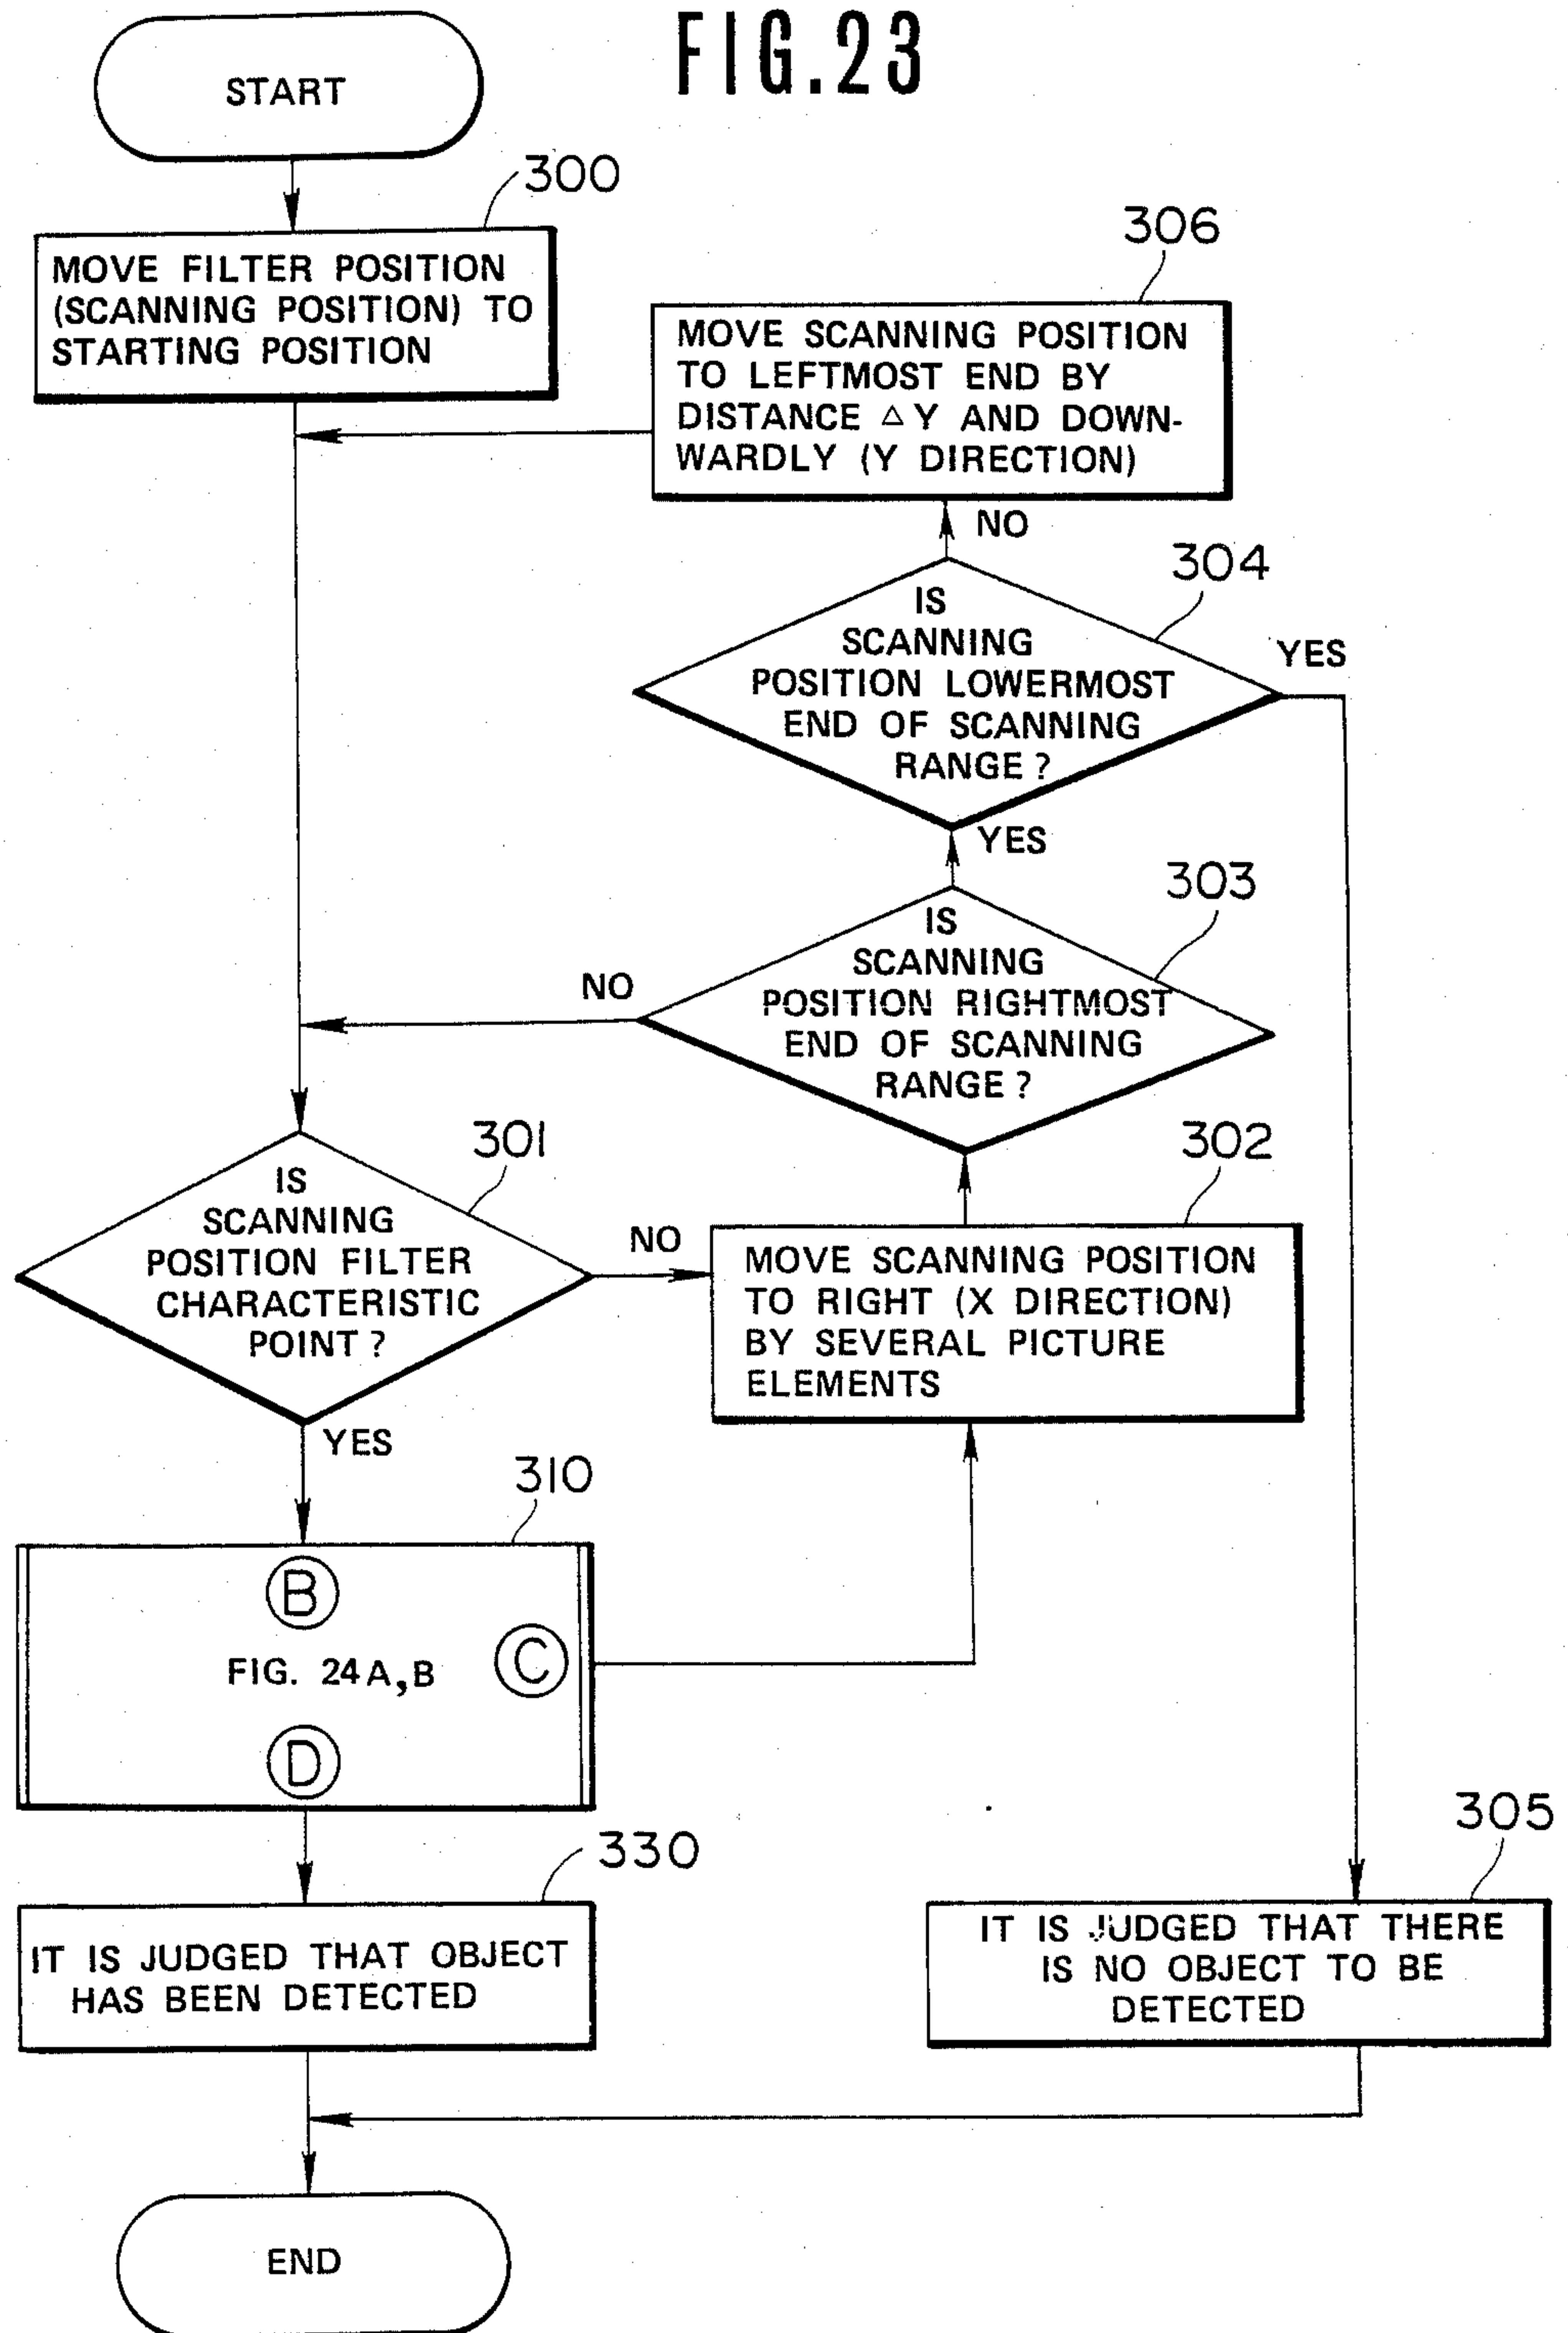 FIG.23
START
300
MOVE FILTER POSITION
(SCANNING POSITION) TO
STARTING POSITION
306
MOVE SCANNING POSITION
TO LEFTMOST END BY
DISTANCE △Y AND DOWN-
WARDLY (Y DIRECTION)
NO
304
IS
SCANNING
POSITION LOWERMOST
END OF SCANNING
RANGE?
YES
YES
303
IS
SCANNING
POSITION RIGHTMOST
END OF SCANNING
RANGE?
NO
301
IS
SCANNING
POSITION FILTER
CHARACTERISTIC
POINT?
NO
302
MOVE SCANNING POSITION
TO RIGHT (X DIRECTION)
BY SEVERAL PICTURE
ELEMENTS
YES
310
B
FIG. 24A,B
C
D
330
IT IS JUDGED THAT OBJECT
HAS BEEN DETECTED
305
IT IS JUDGED THAT THERE
IS NO OBJECT TO BE
DETECTED
END